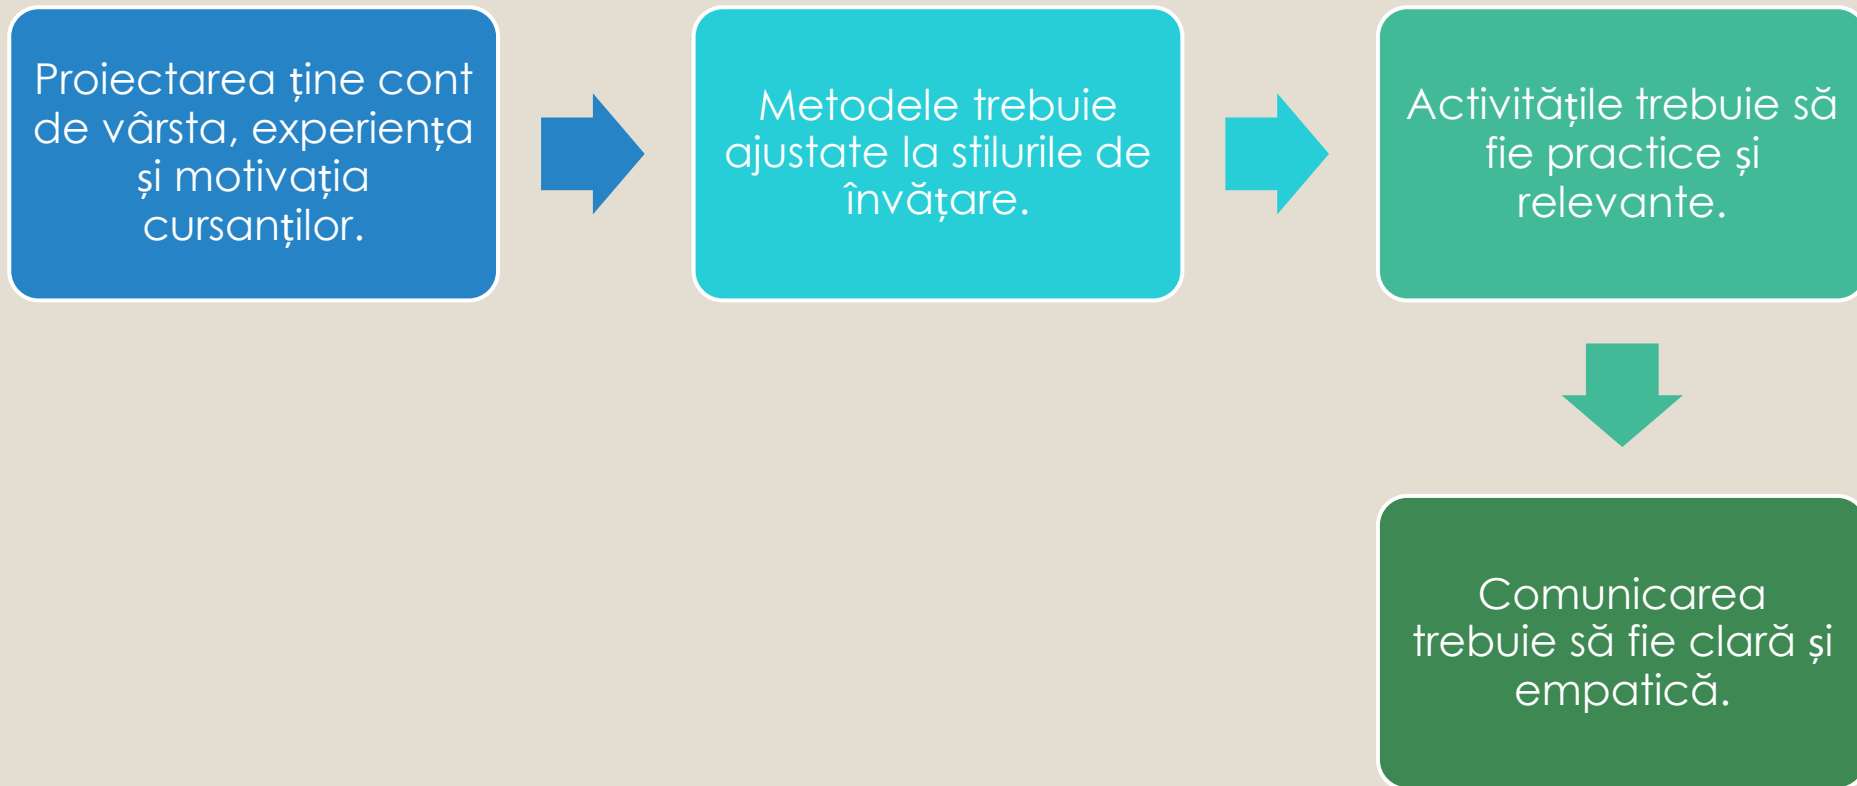 Proiectarea ține cont
de vârsta, experiența
și motivația
cursanților.
Metodele trebuie
ajustate la stilurile de
învățare.
Activitățile trebuie să
fie practice și
relevante.
Comunicarea
trebuie să fie clară și
empatică.